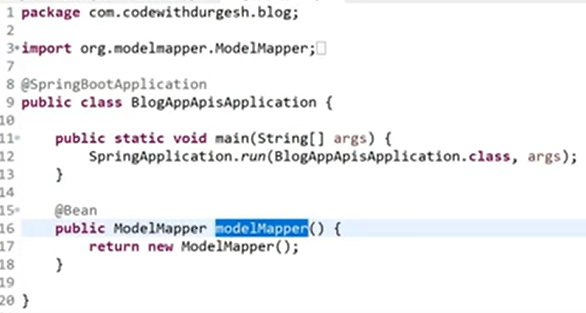 1 package com.codewithdurgesh.blog;
2
3 import org.modelmapper.ModelMapper;
7
8 @SpringBootApplication
9 public class BlogAppApisApplication {
10
11 public static void main(String[] args) {
12 SpringApplication.run(BlogAppApisApplication.class, args);
13 }
14
15 @Bean
16 public ModelMapper modelMapper() {
17 return new ModelMapper();
18 }
19
20 }